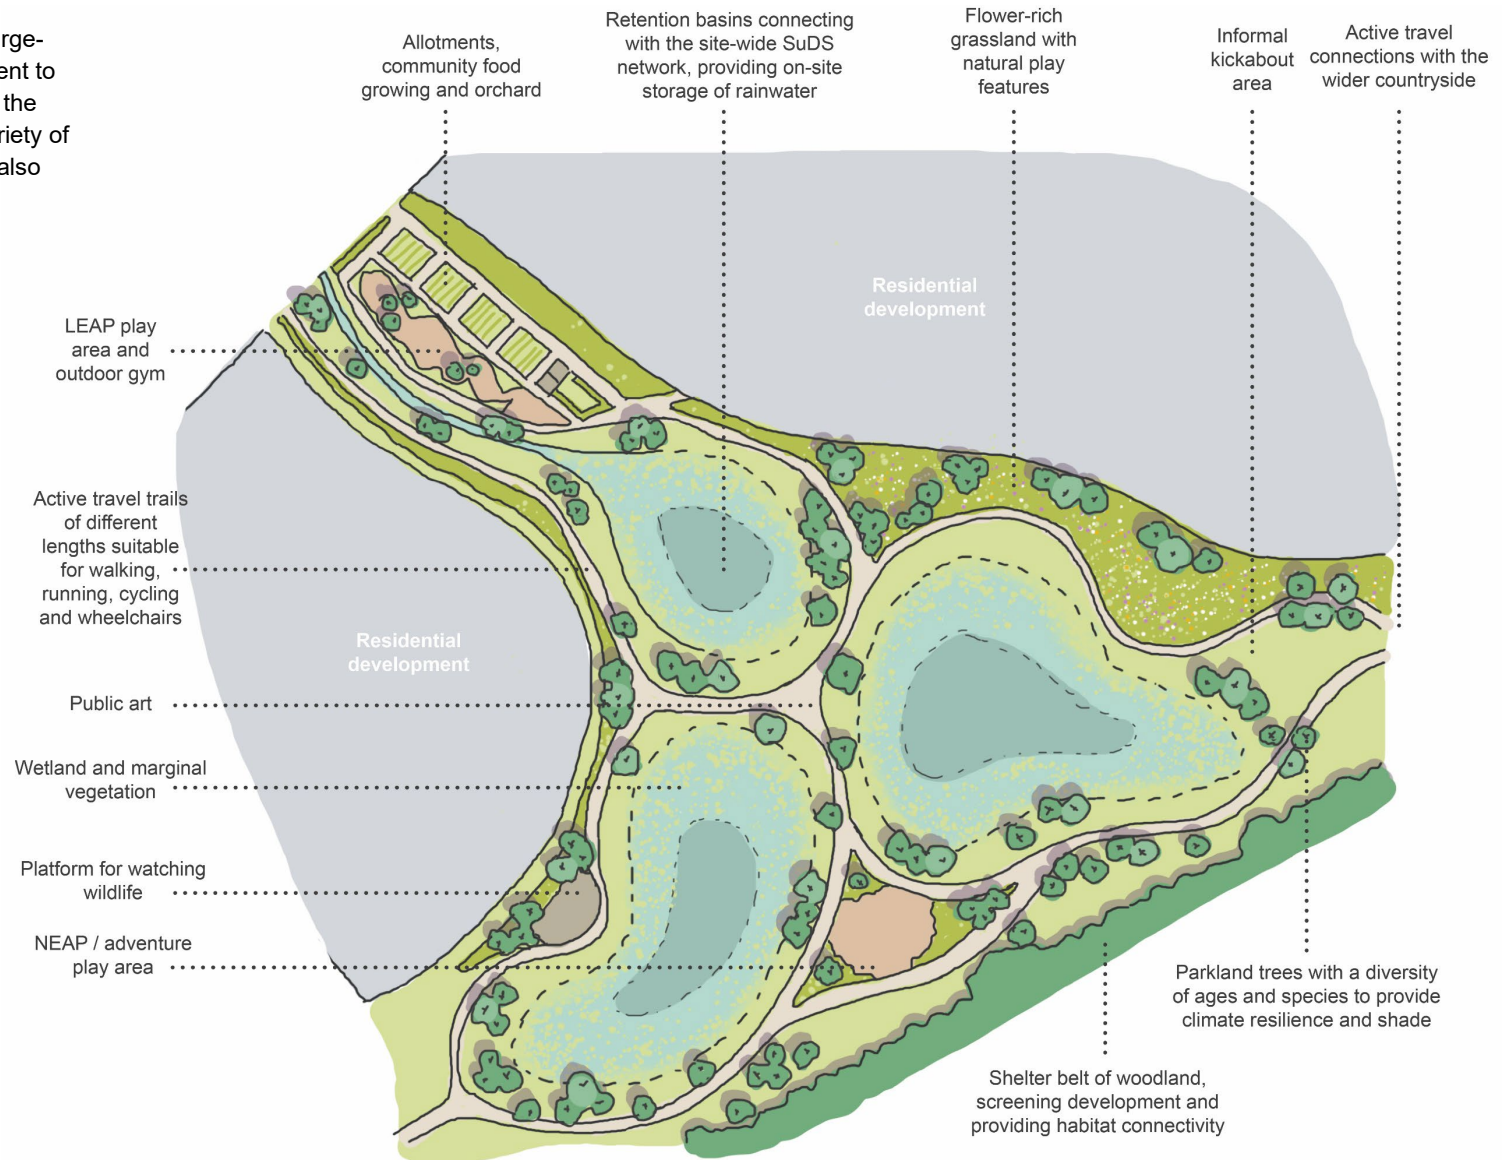 rge-
ent to
the
riety of
also
Allotments,
community food
growing and orchard
Retention basins connecting
with the site-wide SuDS
network, providing on-site
storage of rainwater
Flower-rich
grassland with
natural play
features
Informal
kickabout
area
Active travel
connections with the
wider countryside
Residential
development
LEAP play
area and
outdoor gym
Active travel trails
of different
lengths suitable
for walking,
running, cycling
and wheelchairs
Residential
development
Public art
Wetland and marginal
vegetation
Platform for watching
wildlife
NEAP / adventure
play area
Parkland trees with a diversity
of ages and species to provide
climate resilience and shade
Shelter belt of woodland,
screening development and
providing habitat connectivity